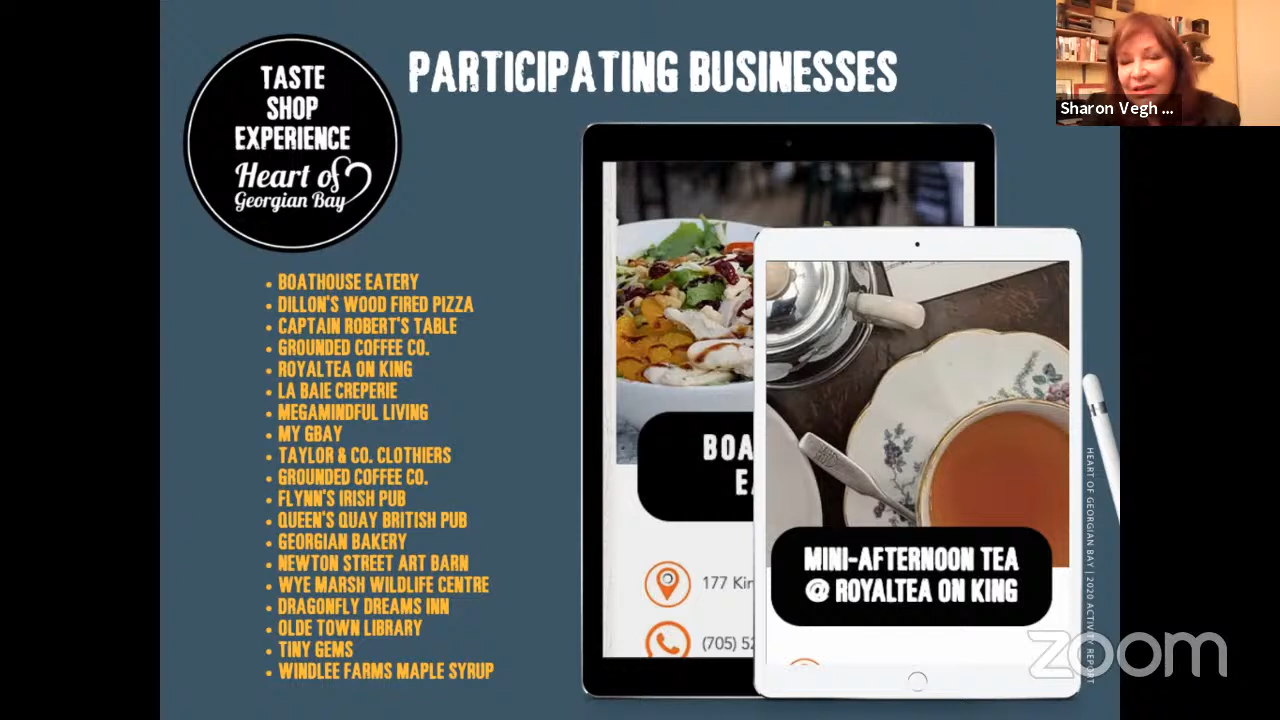 TASTE
SHOP
EXPERIENCE
Heart of
Georgian Bay
PARTICIPATING BUSINESSES
Sharon Vegh ...
• BOATHOUSE EATERY
• DILLON'S WOOD FIRED PIZZA
• CAPTAIN ROBERT'S TABLE
• GROUNDED COFFEE CO.
• ROYALTEA ON KING
• LA BAIE CREPERIE
• MEGAMINDFUL LIVING
• MY GBAY
• TAYLOR & CO. CLOTHIERS
• GROUNDED COFFEE CO.
• FLYNN'S IRISH PUB
• QUEEN'S QUAY BRITISH PUB
• GEORGIAN BAKERY
• NEWTON STREET ART BARN
• WYE MARSH WILDLIFE CENTRE
• DRAGONFLY DREAMS INN
• OLDE TOWN LIBRARY
• TINY GEMS
• WINDLEE FARMS MAPLE SYRUP
BOA
EA
177 Kin
(705) 52
MINI-AFTERNOON TEA
@ ROYALTEA ON KING
HEART OF GEORGIAN BAY | 2020 ACTIVITY REPORT
zoom